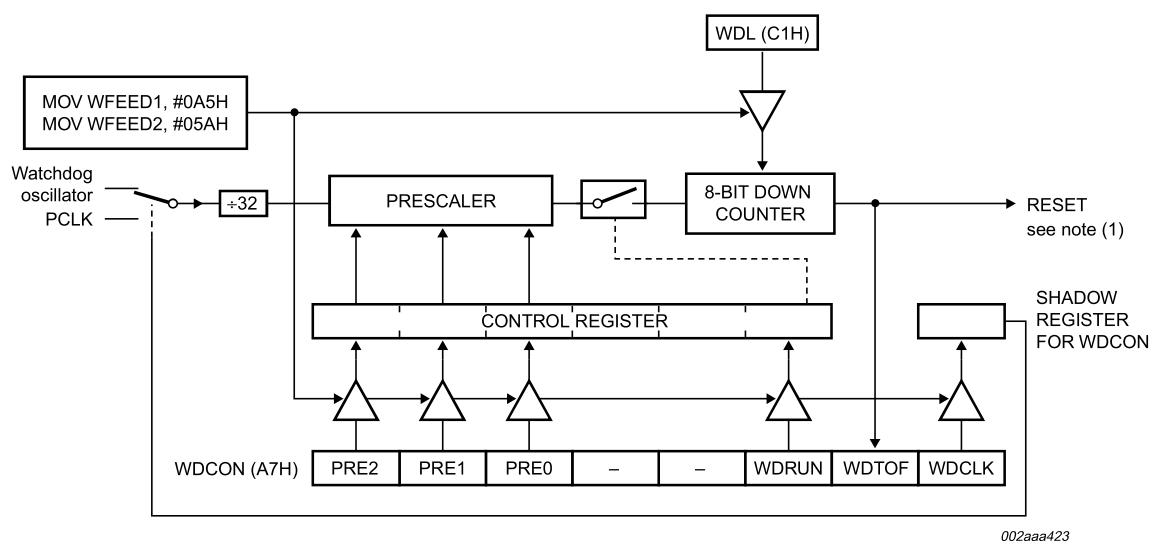 WDL (C1H)
MOV WFEED1, #0A5H
MOV WFEED2, #05AH
Watchdog
oscillator
PCLK
÷32
PRESCALER
8-BIT DOWN
COUNTER
RESET
see note (1)
CONTROL REGISTER
SHADOW
REGISTER
FOR WDCON
WDCON (A7H)
PRE2
PRE1
PRE0
–
–
WDRUN
WDTOF
WDCLK
002aaa423